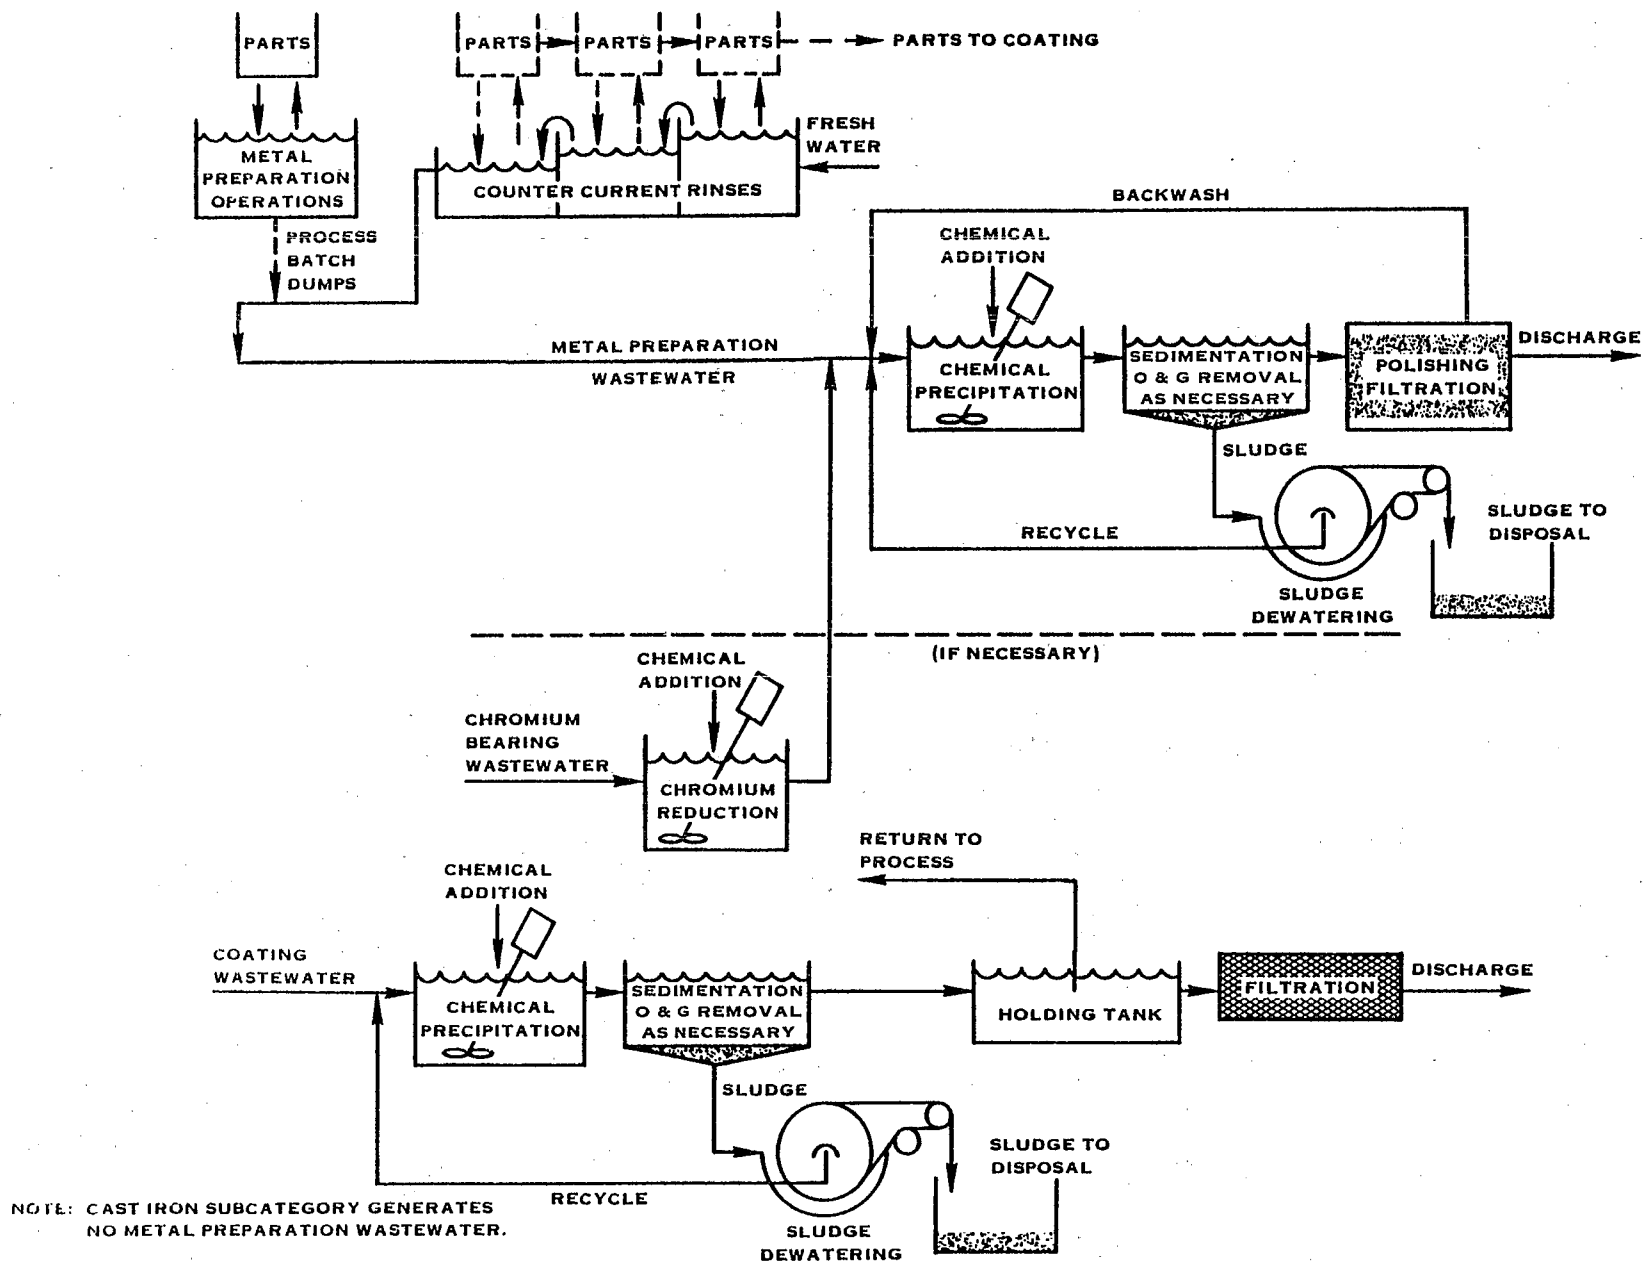 PARTS
PARTS
PARTS
PARTS
PARTS TO COATING
FRESH
WATER
METAL
PREPARATION
OPERATIONS
COUNTER CURRENT RINSES
PROCESS
BATCH
DUMPS
BACKWASH
CHEMICAL
ADDITION
METAL PREPARATION
WASTEWATER
CHEMICAL
PRECIPITATION
SEDIMENTATION
O & G REMOVAL
AS NECESSARY
POLISHING
FILTRATION
DISCHARGE
SLUDGE
RECYCLE
SLUDGE TO
DISPOSAL
SLUDGE
DEWATERING
(IF NECESSARY)
CHEMICAL
ADDITION
CHROMIUM
BEARING
WASTEWATER
CHROMIUM
REDUCTION
RETURN TO
PROCESS
CHEMICAL
ADDITION
COATING
WASTEWATER
CHEMICAL
PRECIPITATION
SEDIMENTATION
O & G REMOVAL
AS NECESSARY
HOLDING TANK
FILTRATION
DISCHARGE
SLUDGE
SLUDGE TO
DISPOSAL
RECYCLE
SLUDGE
DEWATERING
NOTE: CAST IRON SUBCATEGORY GENERATES
NO METAL PREPARATION WASTEWATER.